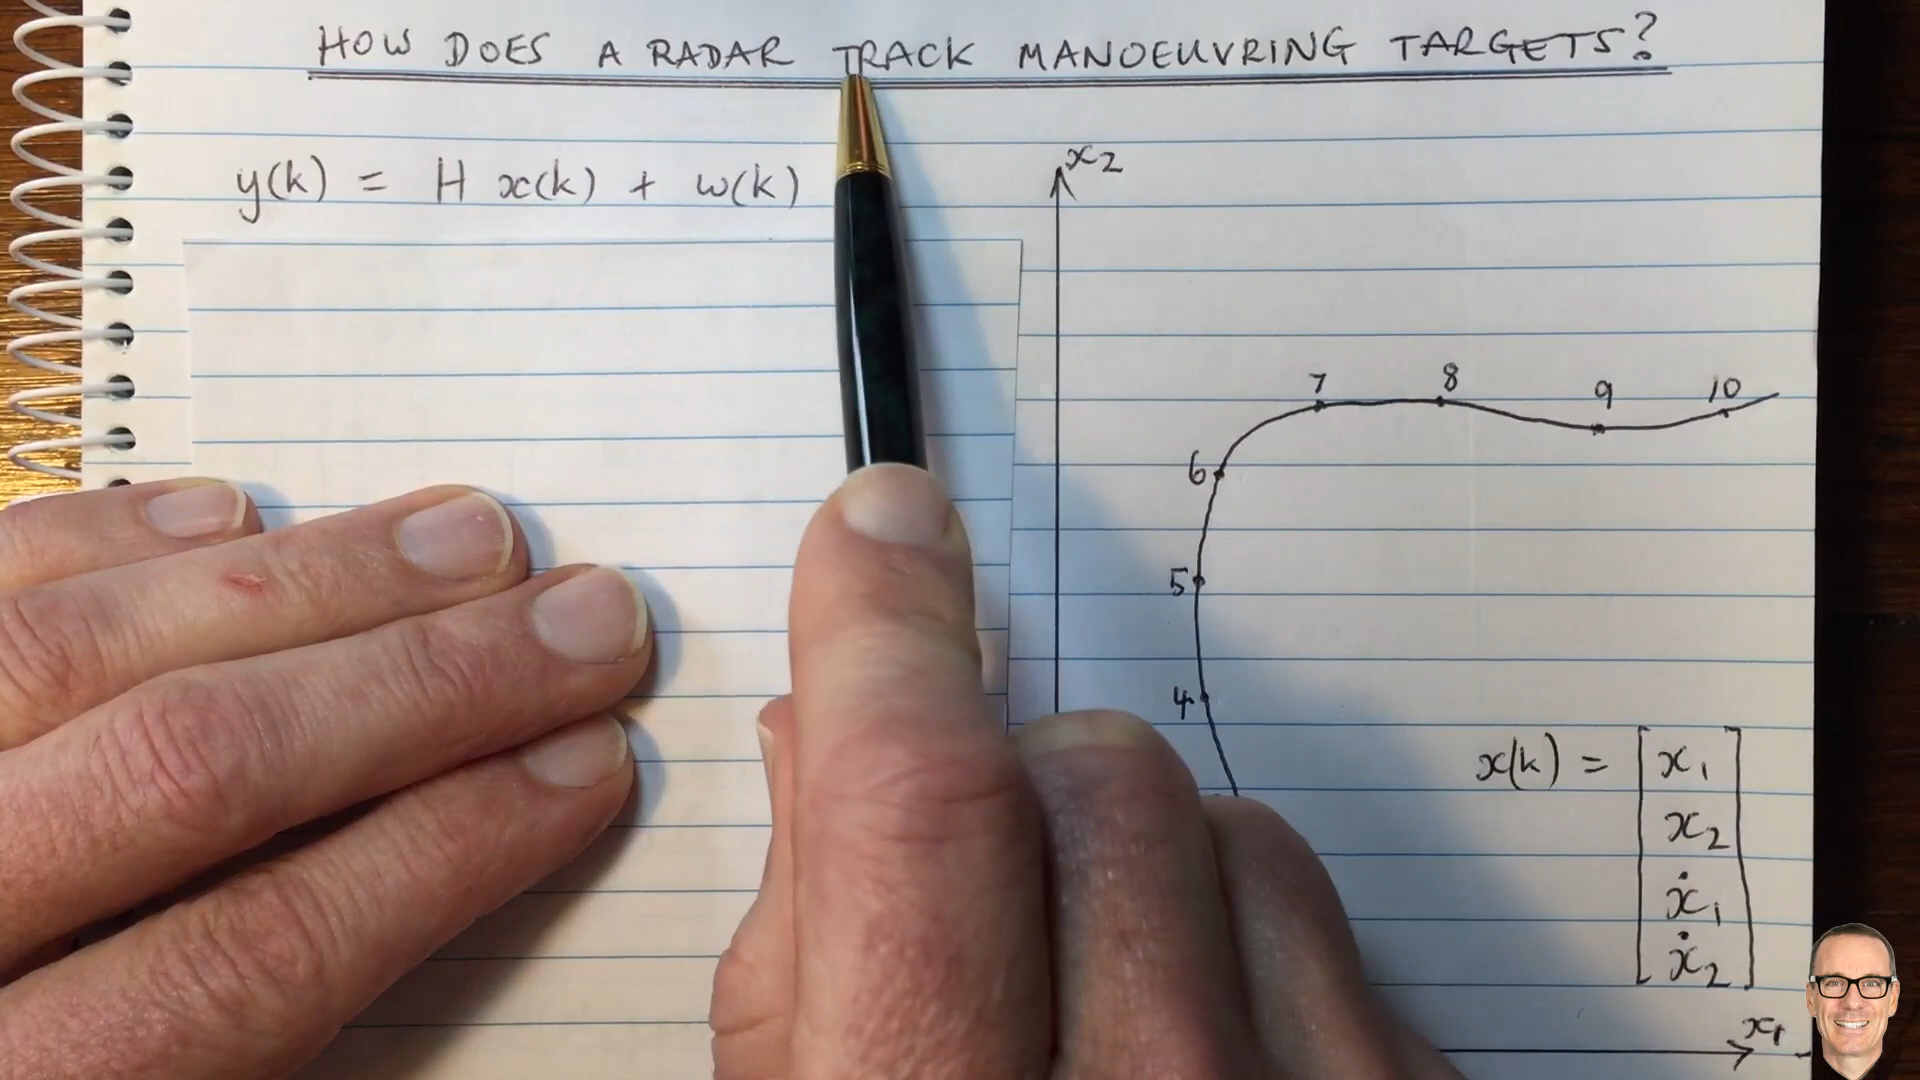 HOW DOES A RADAR TRACK MANOEUVRING TARGETS?
y(k) = H x(k) + w(k)
x2
7 8 9 10
6
5
4
x(k) = [x1
x2
ẋ1
ẋ2]
x1